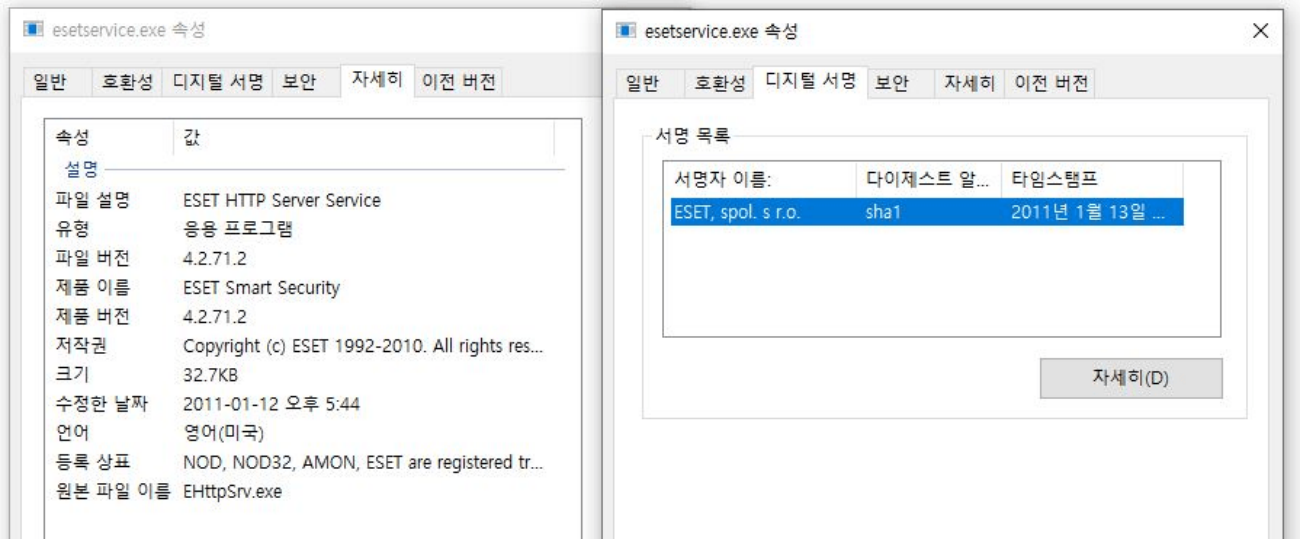 esetservice.exe 속성
일반 호환성 디지털 서명 보안 자세히 이전 버전
속성 값
설명
파일 설명 ESET HTTP Server Service
유형 응용 프로그램
파일 버전 4.2.71.2
제품 이름 ESET Smart Security
제품 버전 4.2.71.2
저작권 Copyright (c) ESET 1992-2010. All rights res...
크기 32.7KB
수정한 날짜 2011-01-12 오후 5:44
언어 영어(미국)
등록 상표 NOD, NOD32, AMON, ESET are registered tr...
원본 파일 이름 EHttpSrv.exe
esetservice.exe 속성
일반 호환성 디지털 서명 보안 자세히 이전 버전
서명 목록
서명자 이름: 다이제스트 알... 타임스탬프
ESET, spol. s r.o. sha1 2011년 1월 13일 ...
자세히(D)